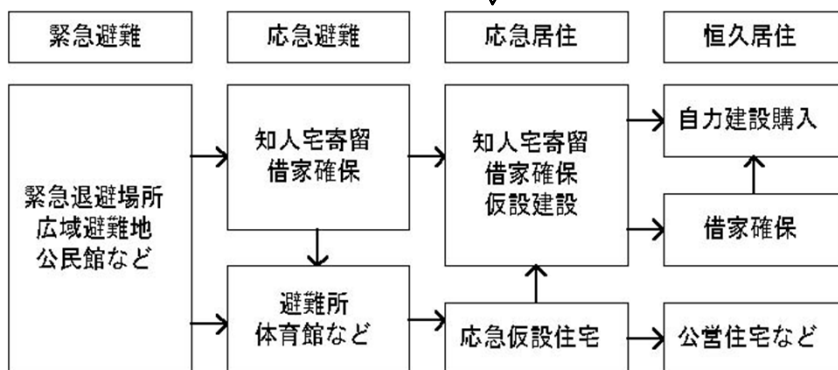 緊急避難
応急避難
応急居住
恒久居住
緊急退避場所
広域避難地
公民館など
知人宅寄留
借家確保
避難所
体育館など
知人宅寄留
借家確保
仮設建設
応急仮設住宅
自力建設購入
借家確保
公営住宅など